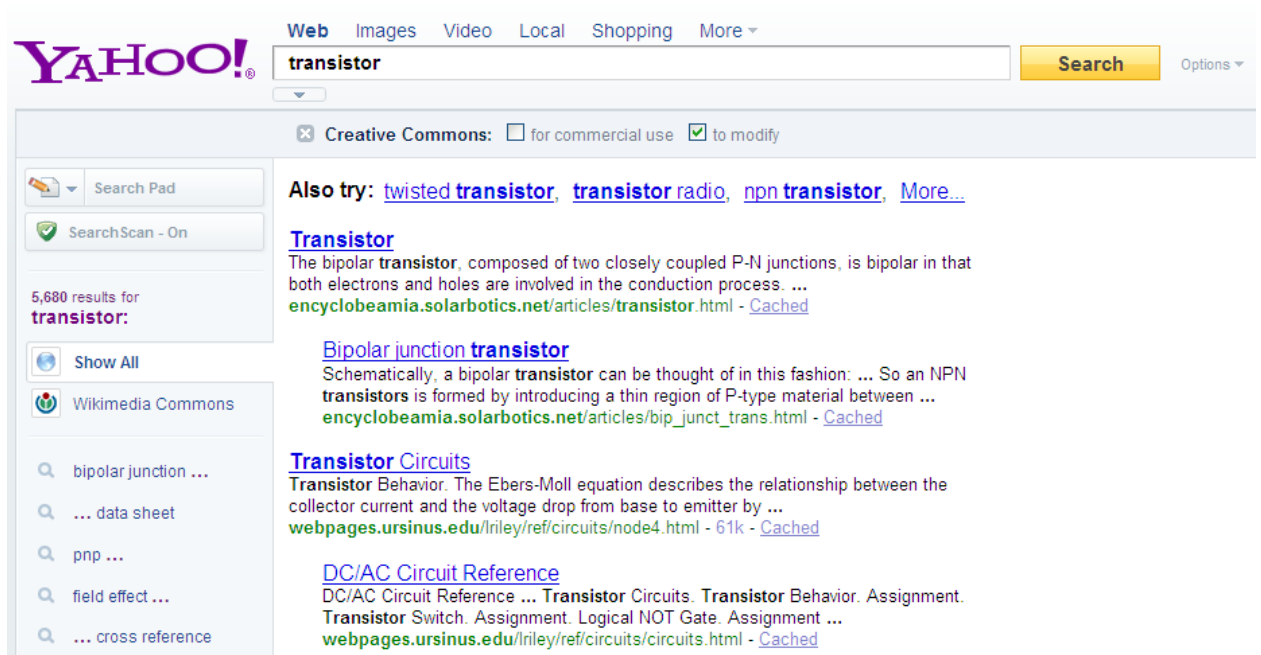 Web Images Video Local Shopping More
YAHOO!®
transistor
Search
Options
Creative Commons: for commercial use to modify
Search Pad
SearchScan - On
5,680 results for
transistor:
Show All
Wikimedia Commons
bipolar junction ...
... data sheet
pnp ...
field effect ...
... cross reference
Also try: twisted transistor, transistor radio, npn transistor, More...
Transistor
The bipolar transistor, composed of two closely coupled P-N junctions, is bipolar in that
both electrons and holes are involved in the conduction process. ...
encyclobeamia.solarbotics.net/articles/transistor.html - Cached
Bipolar junction transistor
Schematically, a bipolar transistor can be thought of in this fashion: ... So an NPN
transistors is formed by introducing a thin region of P-type material between ...
encyclobeamia.solarbotics.net/articles/bip_junct_trans.html - Cached
Transistor Circuits
Transistor Behavior. The Ebers-Moll equation describes the relationship between the
collector current and the voltage drop from base to emitter by ...
webpages.ursinus.edu/lriley/ref/circuits/node4.html - 61k - Cached
DC/AC Circuit Reference
DC/AC Circuit Reference ... Transistor Circuits. Transistor Behavior. Assignment.
Transistor Switch. Assignment. Logical NOT Gate. Assignment ...
webpages.ursinus.edu/lriley/ref/circuits/circuits.html - Cached